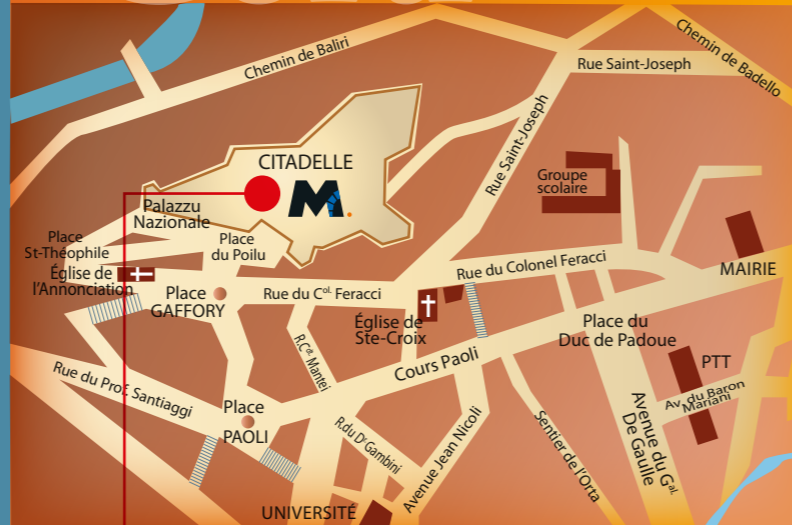 Chemin de Baliri
Chemin de Badello
Rue Saint-Joseph
Rue Saint-Joseph
CITADELLE
M.
Groupe
scolaire
Palazzu
Nazionale
Place
St-Théophile
Place
du Poilu
Église de
l'Annonciation
Place
GAFFORY
Rue du Col. Feracci
Rue du Colonel Feracci
MAIRIE
Église de
Ste-Croix
Place du
Duc de Padoue
R.Cdt. Mantei
Cours Paoli
PTT
Rue du Prof. Santiaggi
Av. du Baron
Mariani
Place
PAOLI
R.du Dr Gambini
Avenue Jean Nicoli
Sentier de l'Orta
Avenue du Gal.
De Gaulle
UNIVERSITÉ